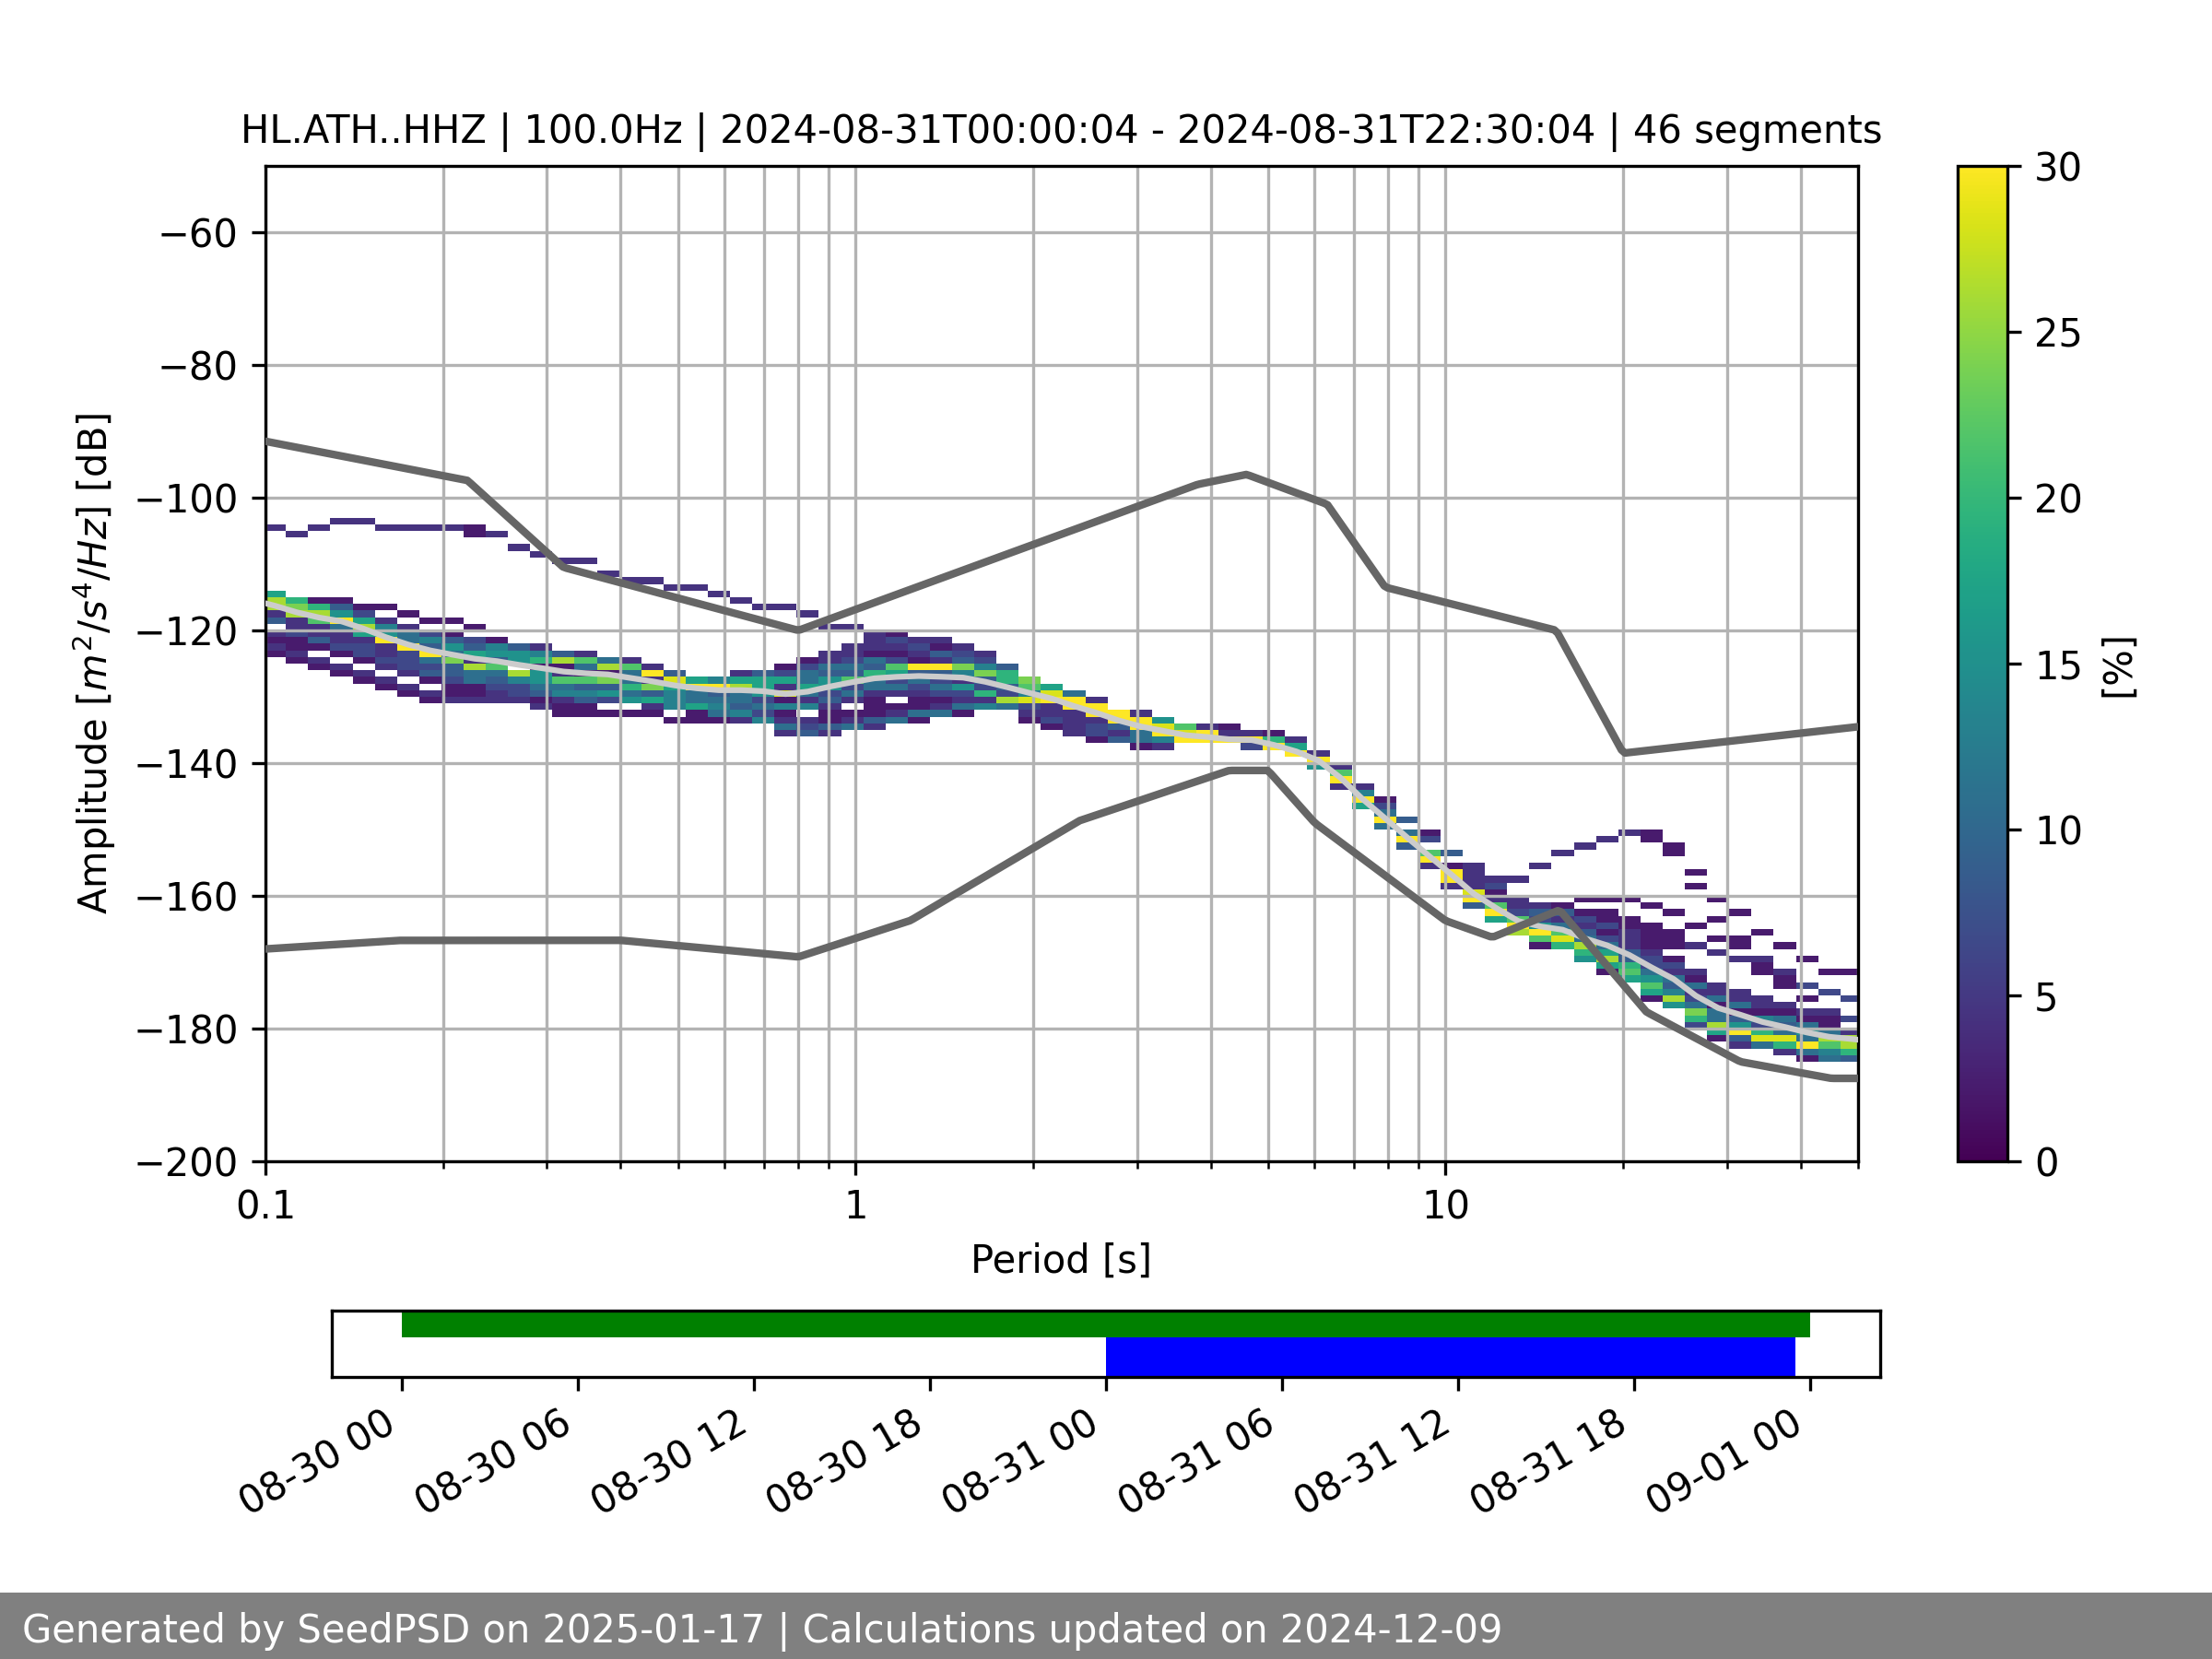 HL.ATH..HHZ | 100.0Hz | 2024-08-31T00:00:04 - 2024-08-31T22:30:04 | 46 segments
Amplitude [m²/s⁴/Hz] [dB]
−60
−80
−100
−120
−140
−160
−180
−200
0.1 1 10
Period [s]
30
25
20
15
10
5
0
[%]
08-30 00 08-30 06 08-30 12 08-30 18 08-31 00 08-31 06 08-31 12 08-31 18 09-01 00
Generated by SeedPSD on 2025-01-17 | Calculations updated on 2024-12-09